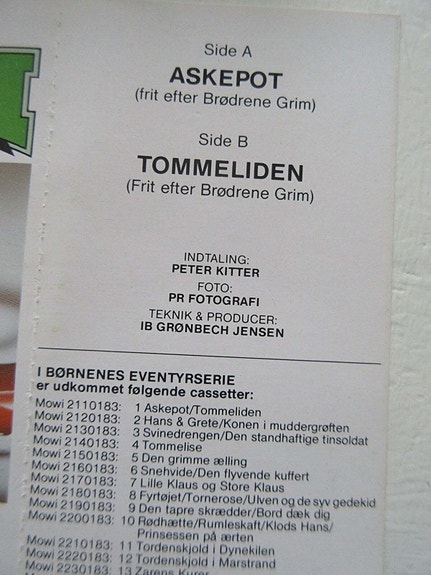 Side A
ASKEPOT
(frit efter Brødrene Grim)
Side B
TOMMELIDEN
(Frit efter Brødrene Grim)
INDTALING:
PETER KITTER
FOTO:
PR FOTOGRAFI
TEKNIK & PRODUCER:
IB GRØNBECH JENSEN
I BØRNENES EVENTYRSERIE
er udkommet følgende cassetter:
Mowi 2110183: 1 Askepot/Tommeliden
Mowi 2120183: 2 Hans & Grete/Konen i muddergrøften
Mowi 2130183: 3 Svinedrengen/Den standhaftige tinsoldat
Mowi 2140183: 4 Tommelise
Mowi 2150183: 5 Den grimme ælling
Mowi 2160183: 6 Snehvide/Den flyvende kuffert
Mowi 2170183: 7 Lille Klaus og Store Klaus
Mowi 2180183: 8 Fyrtøjet/Tornerose/Ulven og de syv gedekid
Mowi 2190183: 9 Den tapre skrædder/Bord dæk dig
Mowi 2200183: 10 Rødhætte/Rumleskaft/Klods Hans/
Prinsessen på ærten
Mowi 2210183: 11 Tordenskjold i Dynekilen
Mowi 2220183: 12 Tordenskjold i Marstrand
Mowi 2230183: 13 Zarens Kurer